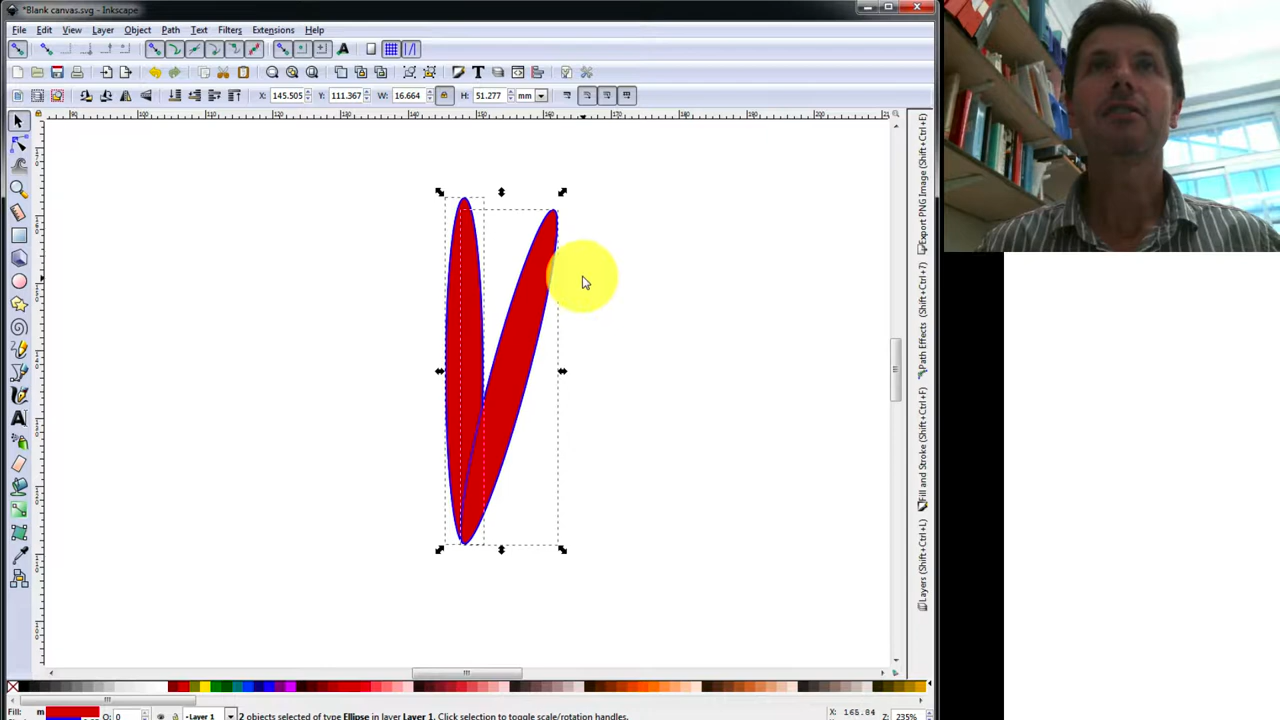 *Blank canvas.svg - Inkscape
File Edit View Layer Object Path Text Filters Extensions Help
X: 145.505 Y: 111.367 W: 16.664 H: 51.277 mm
Export PNG Image (Shift+Ctrl+E)
Path Effects (Shift+Ctrl+7)
Fill and Stroke (Shift+Ctrl+F)
Layers (Shift+Ctrl+L)
Fill: m O: 0 Layer 1 2 objects selected of type Ellipse in layer Layer 1. Click selection to toggle scale/rotation handles. X: 165.84 Z: 235%